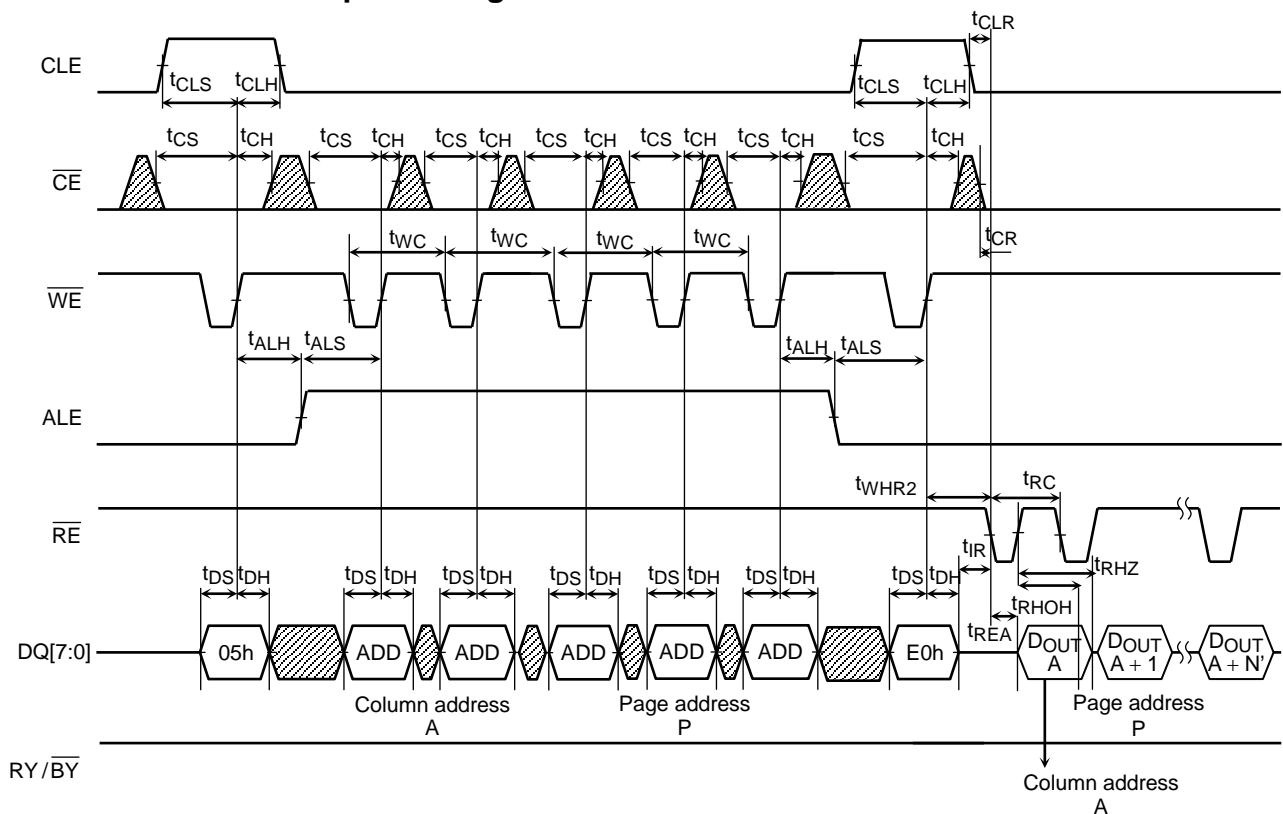 tCLR
CLE
tCLS tCLH tCLS tCLH
tCS tCH tCS tCH tCS tCH tCS tCH tCS tCH tCS tCH tCS tCH
CE
tCR
tWC tWC tWC tWC
WE
tALH tALS tALH tALS
ALE
tWHR2 tRC
RE
tIR
tDS tDH tDS tDH tDS tDH tDS tDH tDS tDH tDS tDH tDS tDH tRHZ
tRHOH
tREA
DQ[7:0] 05h ADD ADD ADD ADD ADD E0h DOUT A DOUT A + 1 DOUT A + N'
Column address A Page address P Page address P
RY/BY
Column address
A